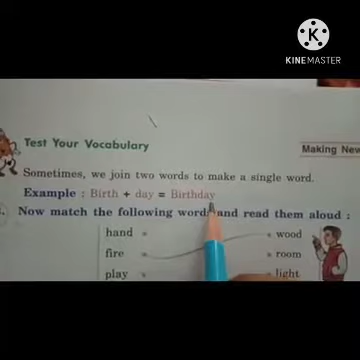 KINEMASTER
Test Your Vocabulary
Making New
Sometimes, we join two words to make a single word.
Example : Birth + day = Birthday
Now match the following words and read them aloud :
hand wood
fire room
play light